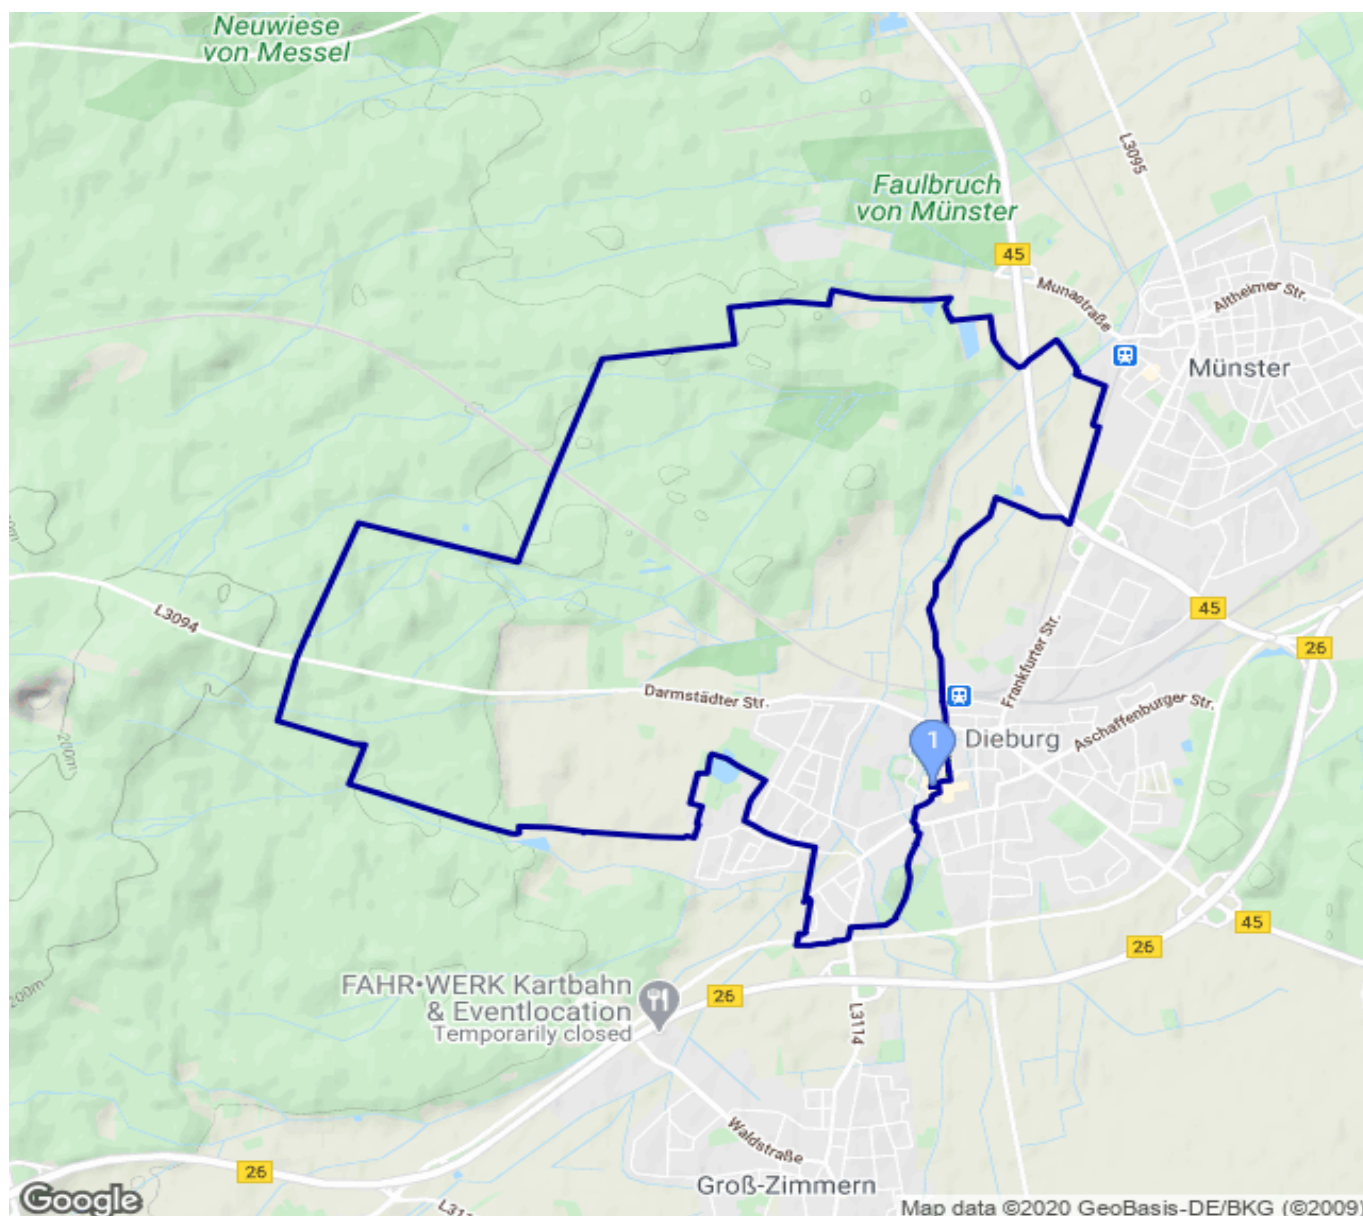 Neuwiese
von Messel
L3095
Faulbruch
von Münster
45
Munastraße
Altheimer Str.
Münster
L3094
45
26
Frankfurter Str.
Darmstädter Str.
Aschaffenburger Str.
1
Dieburg
200m
45
26
FAHR•WERK Kartbahn
& Eventlocation
Temporarily closed
26
200m
L3114
Waldstraße
26
Groß-Zimmern
Google
Map data ©2020 GeoBasis-DE/BKG (©2009)